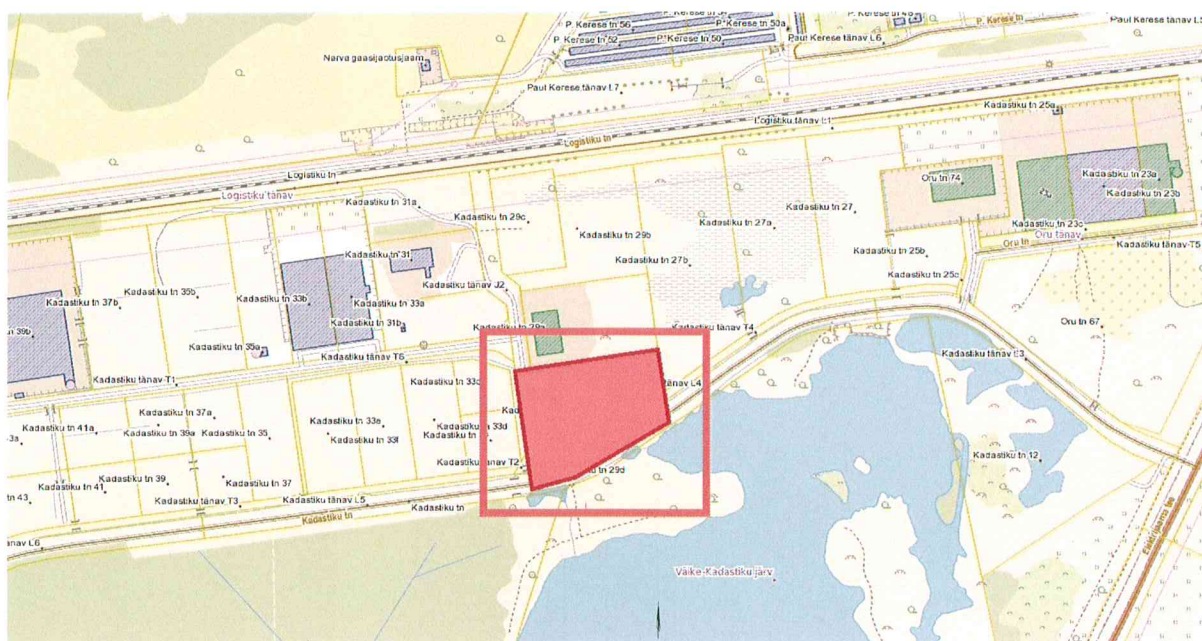 P. Kerese tn 56
P. Kerese tn 50a
P. Kerese tn 52
P. Kerese tn 50
P. Kerese tn
Paul Kerese tänav L6
Narva gaasijaotusjaam
Paul Kerese tänav L7
Kadastiku tn 25a
Kadastiku tänav L1
Logistiku tn
Oru tn 74
Kadastiku tn 23a
Kadastiku tn 23b
Logistiku tn
Logistiku tänav
Kadastiku tn 31a
Kadastiku tn 29c
Kadastiku tn 27
Kadastiku tn 27a
Kadastiku tn 29b
Kadastiku tn 23c
Oru tänav
Oru tn
Kadastiku tänav T5
Kadastiku tn 31
Kadastiku tn 25b
Kadastiku tn 27b
Kadastiku tn 25c
Kadastiku tänav J2
Kadastiku tn 35b
Kadastiku tn 37b
Kadastiku tn 33b
Kadastiku tn 33a
Kadastiku tn 31b
Kadastiku tn 29a
Kadastiku tänav T4
Oru tn 67
tn 39b
Kadastiku tn 35a
Kadastiku tänav T6
Kadastiku tänav L3
Kadastiku tänav T1
Kadastiku tn 33c
tänav L4
Kadastiku tn 37a
Kadastiku tn 33e
Kadastiku tn 33d
Kadastiku tn 41a
Kadastiku tn 39a
Kadastiku tn 35
Kadastiku tn 33f
Kadastiku tn
Kadastiku tn 12
Kadastiku tänav T2
tn 29d
Kadastiku tn 39
Kadastiku tn 37
Kadastiku tn 41
tn 43
Kadastiku tänav T3
Kadastiku tänav L5
Kadastiku tn
Kadastiku tn
Väike-Kadastiku järv